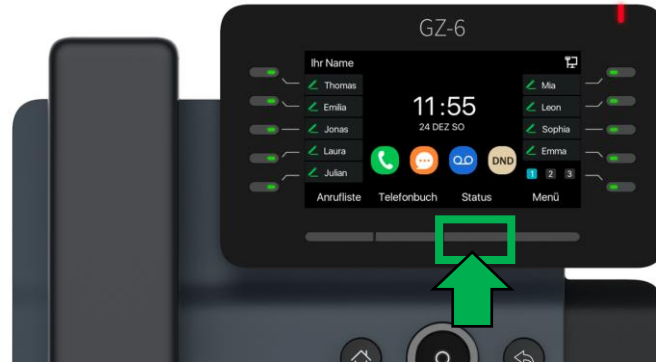 GZ-6
Ihr Name
Thomas
Emilia
Jonas
Laura
Julian
11:55
24 DEZ SO
DND
Mia
Leon
Sophia
Emma
1 2 3
Anrufliste Telefonbuch Status Menü